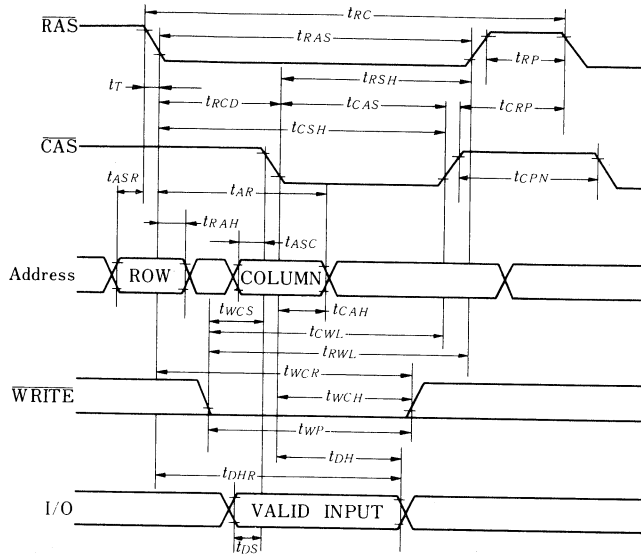 tRC
RAS
tRAS
tRP
tRSH
tT
tRCD
tCAS
tCRP
tCSH
CAS
tASR
tAR
tCPN
tRAH
tASC
Address
ROW
COLUMN
tWCS
tCAH
tCWL
tRWL
tWCR
WRITE
tWCH
tWP
tDH
tDHR
I/O
VALID INPUT
tDS